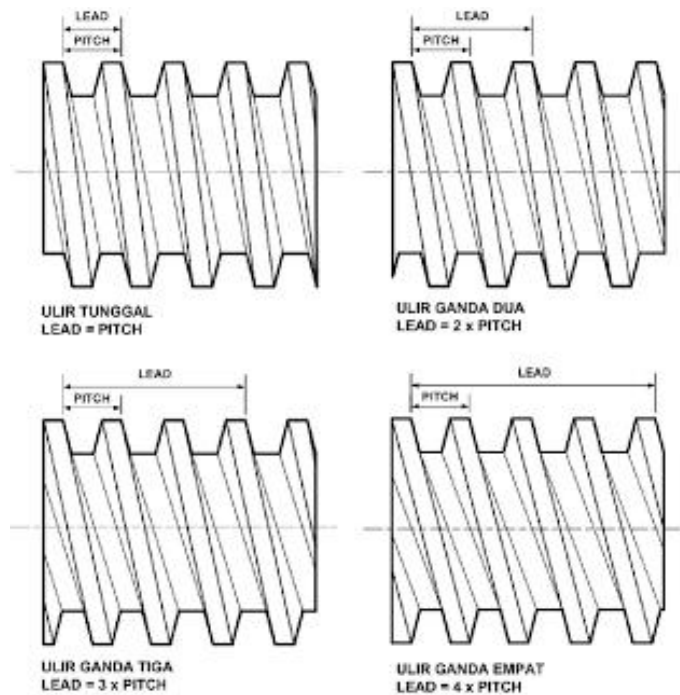 LEAD
PITCH
LEAD
PITCH
ULIR TUNGGAL
LEAD = PITCH
ULIR GANDA DUA
LEAD = 2 x PITCH
LEAD
PITCH
LEAD
PITCH
ULIR GANDA TIGA
LEAD = 3 x PITCH
ULIR GANDA EMPAT
LEAD = 4 x PITCH